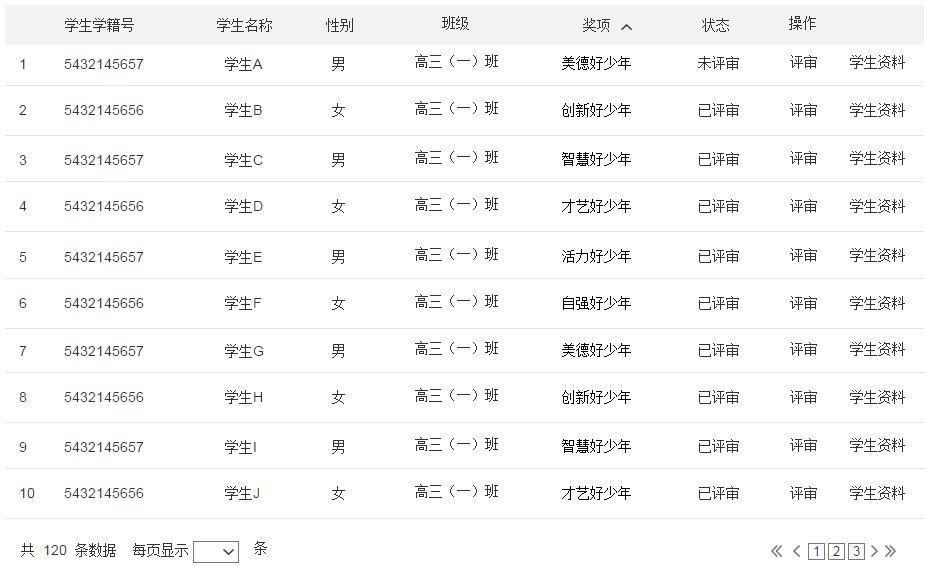 学生学籍号 学生名称 性别 班级 奖项 状态 操作
1 5432145657 学生A 男 高三（一）班 美德好少年 未评审 评审 学生资料
2 5432145656 学生B 女 高三（一）班 创新好少年 已评审 评审 学生资料
3 5432145657 学生C 男 高三（一）班 智慧好少年 已评审 评审 学生资料
4 5432145656 学生D 女 高三（一）班 才艺好少年 已评审 评审 学生资料
5 5432145657 学生E 男 高三（一）班 活力好少年 已评审 评审 学生资料
6 5432145656 学生F 女 高三（一）班 自强好少年 已评审 评审 学生资料
7 5432145657 学生G 男 高三（一）班 美德好少年 已评审 评审 学生资料
8 5432145656 学生H 女 高三（一）班 创新好少年 已评审 评审 学生资料
9 5432145657 学生I 男 高三（一）班 智慧好少年 已评审 评审 学生资料
10 5432145656 学生J 女 高三（一）班 才艺好少年 已评审 评审 学生资料
共 120 条数据 每页显示 条 1 2 3